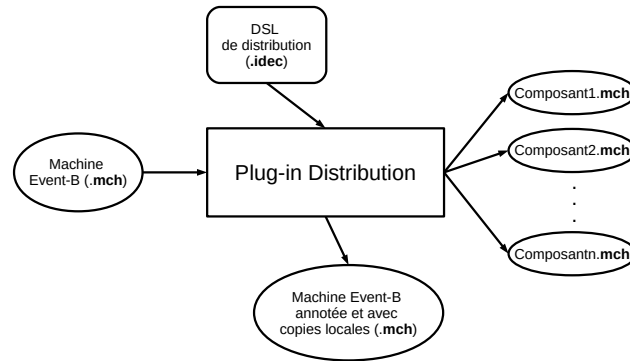 DSL
de distribution
(.idec)
Composant1.mch
Composant2.mch
Machine
Event-B (.mch)
Plug-in Distribution
.
.
.
.
Composantn.mch
Machine Event-B
annotée et avec
copies locales (.mch)